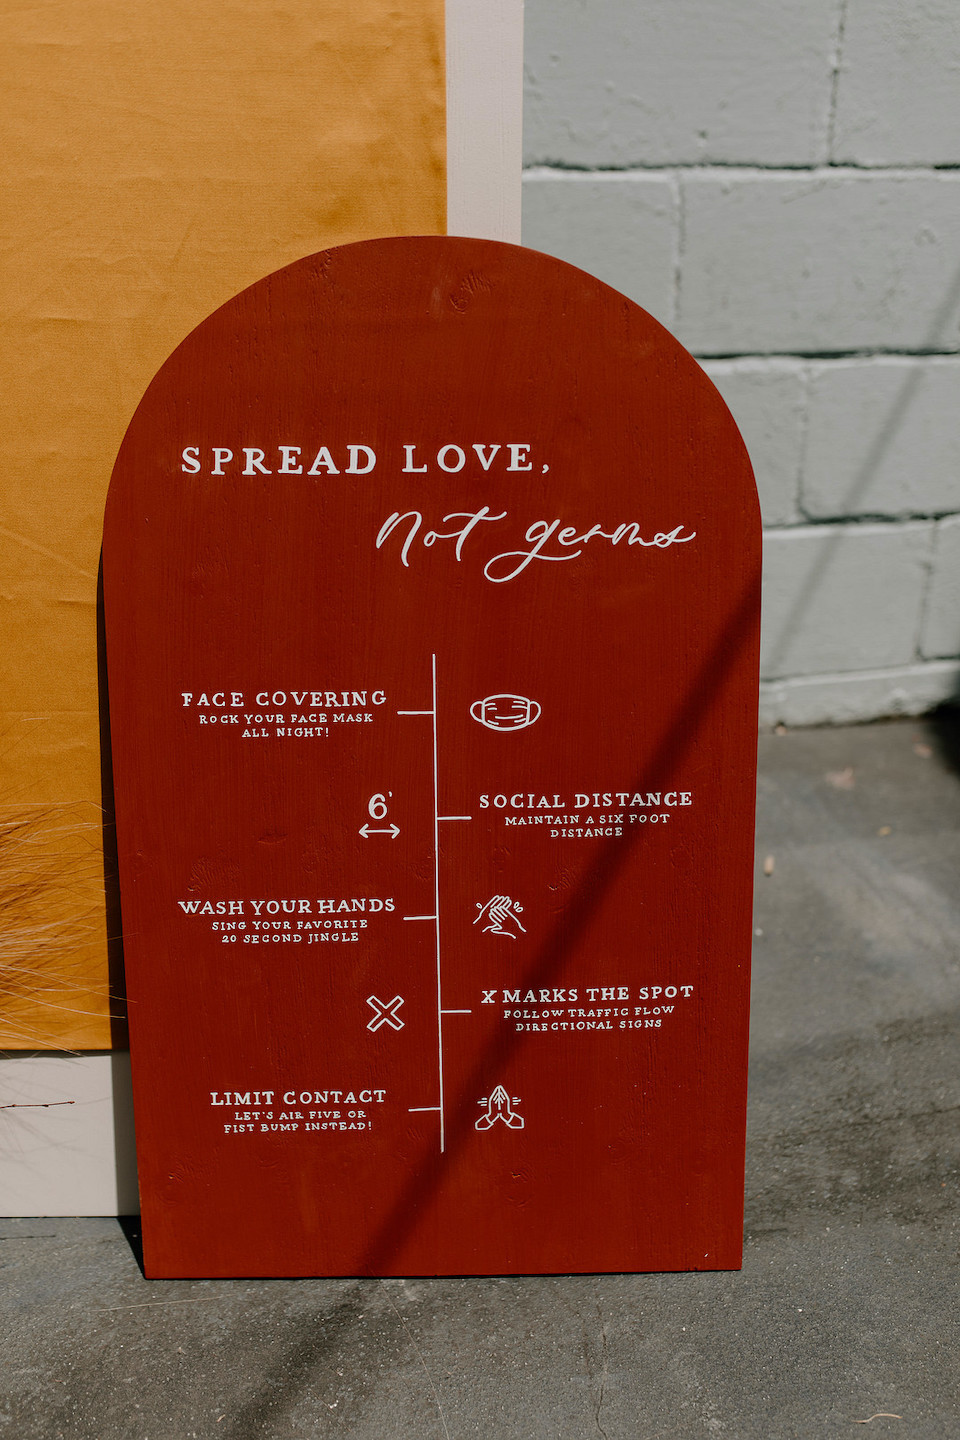 SPREAD LOVE,
Not germs
FACE COVERING
ROCK YOUR FACE MASK
ALL NIGHT!
6'
SOCIAL DISTANCE
MAINTAIN A SIX FOOT
DISTANCE
WASH YOUR HANDS
SING YOUR FAVORITE
20 SECOND JINGLE
X MARKS THE SPOT
FOLLOW TRAFFIC FLOW
DIRECTIONAL SIGNS
LIMIT CONTACT
LET'S AIR FIVE OR
FIST BUMP INSTEAD!